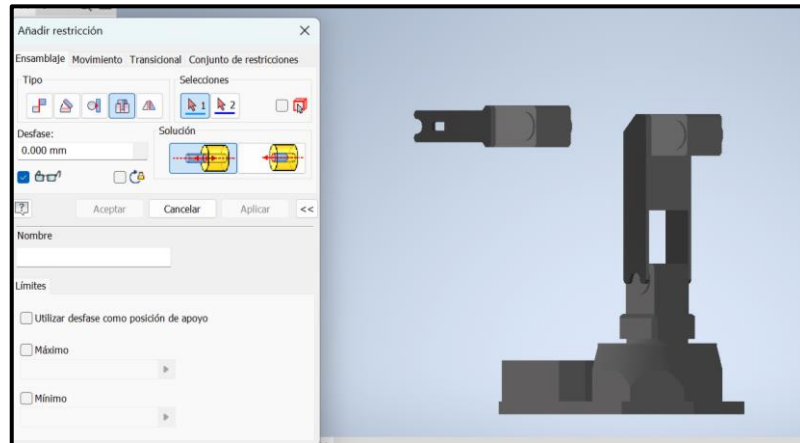 Añadir restricción
Ensamblaje Movimiento Transicional Conjunto de restricciones
Tipo
Selecciones
1 2
Desfase:
Solución
0.000 mm
? Aceptar Cancelar Aplicar <<
Nombre
Límites
Utilizar desfase como posición de apoyo
Máximo
Mínimo